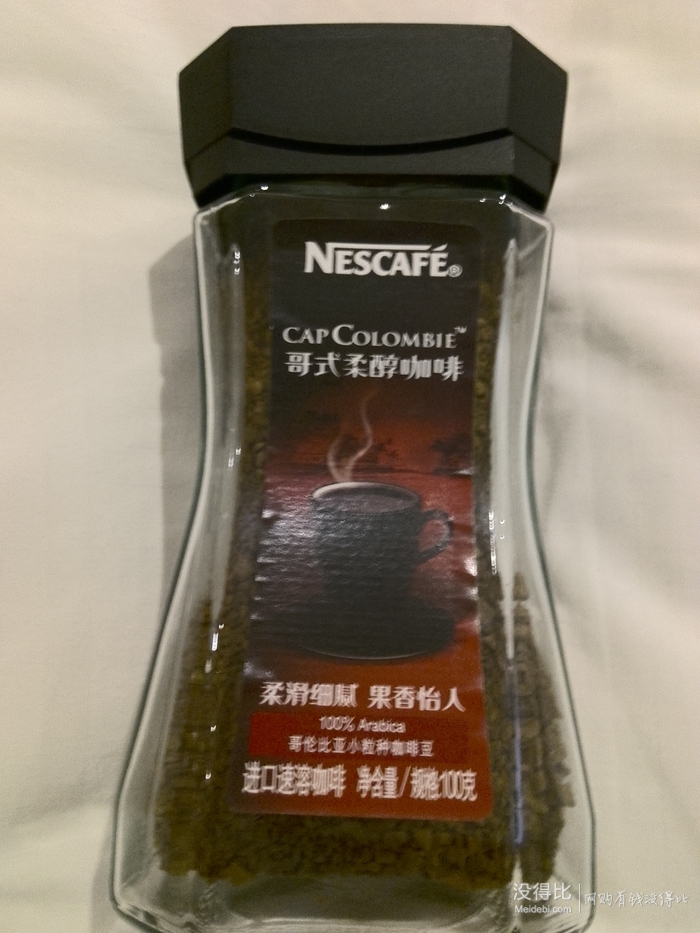 NESCAFÉ®
CAP COLOMBIE™
哥式柔醇咖啡
柔滑细腻 果香怡人
100% Arabica
哥伦比亚小粒种咖啡豆
进口速溶咖啡 净含量/规格:100克
没得比
Meidebi.com
网购有钱没得比